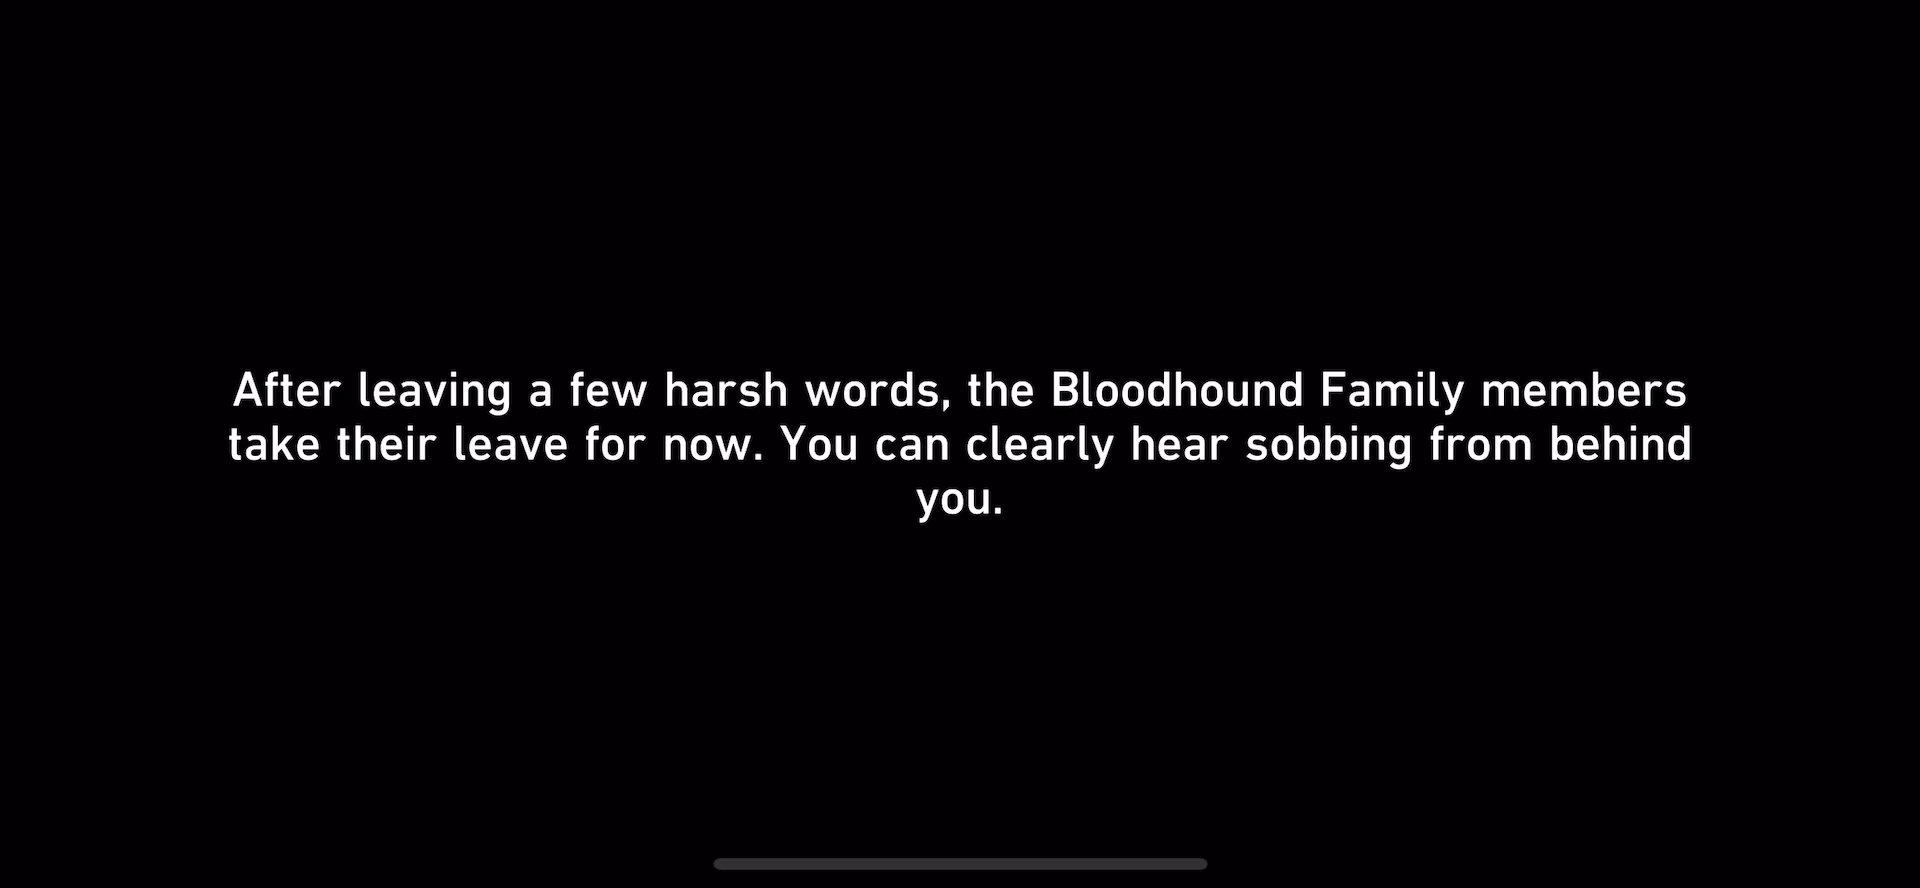 After leaving a few harsh words, the Bloodhound Family members
take their leave for now. You can clearly hear sobbing from behind
you.